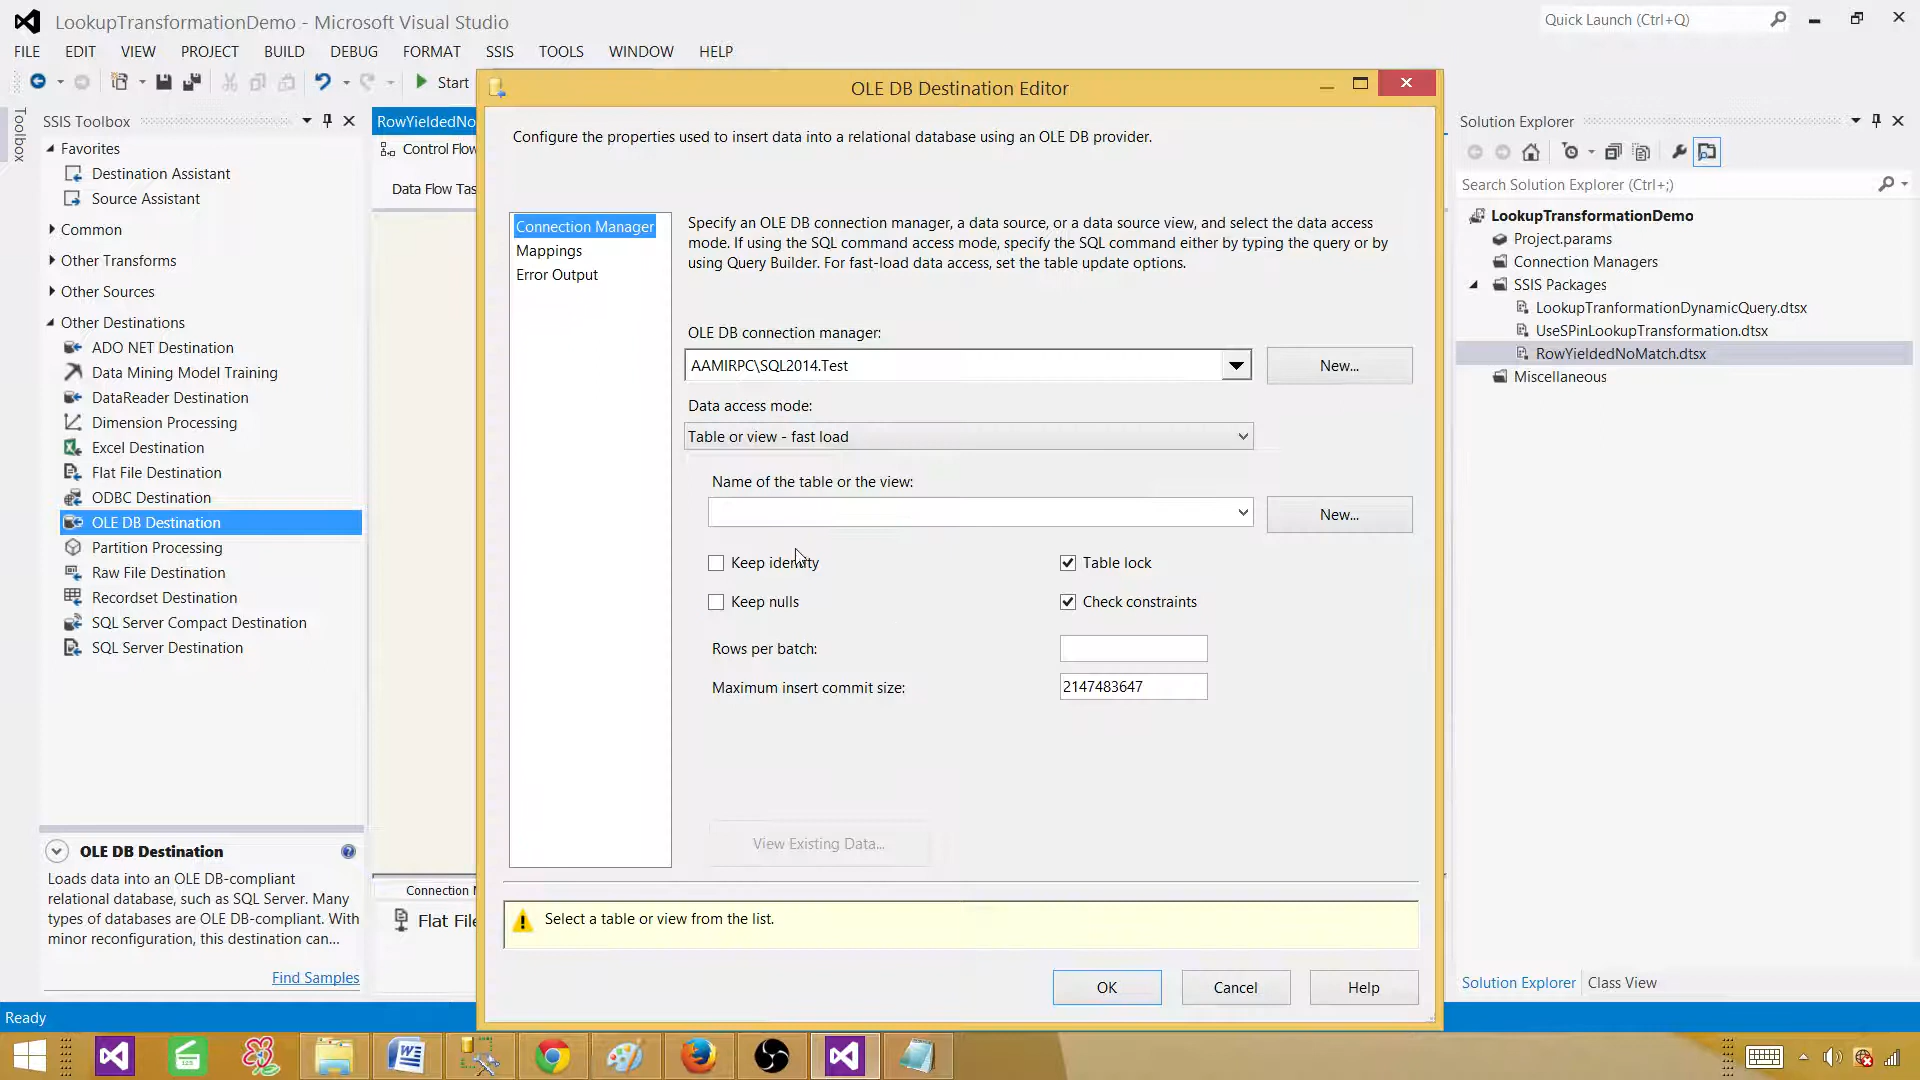 LookupTransformationDemo - Microsoft Visual Studio
Quick Launch (Ctrl+Q)
FILE EDIT VIEW PROJECT BUILD DEBUG FORMAT SSIS TOOLS WINDOW HELP
Start
Toolbox
SSIS Toolbox
Favorites
Destination Assistant
Source Assistant
Common
Other Transforms
Other Sources
Other Destinations
ADO NET Destination
Data Mining Model Training
DataReader Destination
Dimension Processing
Excel Destination
Flat File Destination
ODBC Destination
OLE DB Destination
Partition Processing
Raw File Destination
Recordset Destination
SQL Server Compact Destination
SQL Server Destination
OLE DB Destination
Loads data into an OLE DB-compliant
relational database, such as SQL Server. Many
types of databases are OLE DB-compliant. With
minor reconfiguration, this destination can...
Find Samples
RowYieldedNo
Control Flow
Data Flow Tas
Connection M
Flat File
OLE DB Destination Editor
Configure the properties used to insert data into a relational database using an OLE DB provider.
Connection Manager
Mappings
Error Output
Specify an OLE DB connection manager, a data source, or a data source view, and select the data access
mode. If using the SQL command access mode, specify the SQL command either by typing the query or by
using Query Builder. For fast-load data access, set the table update options.
OLE DB connection manager:
AAMIRPC\SQL2014.Test
New...
Data access mode:
Table or view - fast load
Name of the table or the view:
New...
Keep identity
Table lock
Keep nulls
Check constraints
Rows per batch:
Maximum insert commit size:
2147483647
View Existing Data...
Select a table or view from the list.
OK
Cancel
Help
Solution Explorer
Search Solution Explorer (Ctrl+;)
LookupTransformationDemo
Project.params
Connection Managers
SSIS Packages
LookupTranformationDynamicQuery.dtsx
UseSPinLookupTransformation.dtsx
RowYieldedNoMatch.dtsx
Miscellaneous
Solution Explorer
Class View
Ready